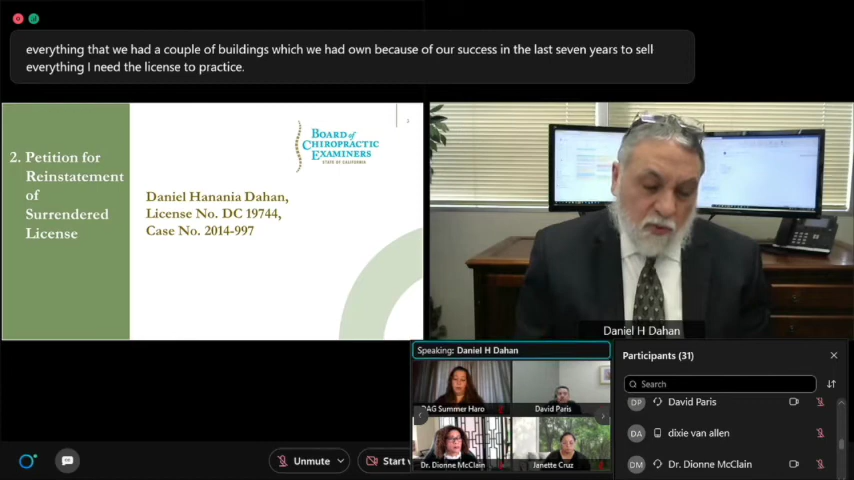 everything that we had a couple of buildings which we had own because of our success in the last seven years to sell
everything I need the license to practice.
2
BOARD of
CHIROPRACTIC
EXAMINERS
STATE OF CALIFORNIA
2. Petition for
Reinstatement
of
Surrendered
License
Daniel Hanania Dahan,
License No. DC 19744,
Case No. 2014-997
Daniel H Dahan
Speaking: Daniel H Dahan
DAG Summer Haro
David Paris
Dr. Dionne McClain
Janette Cruz
Participants (31)
Search
DP
David Paris
DA
dixie van allen
DM
Dr. Dionne McClain
Unmute
Start